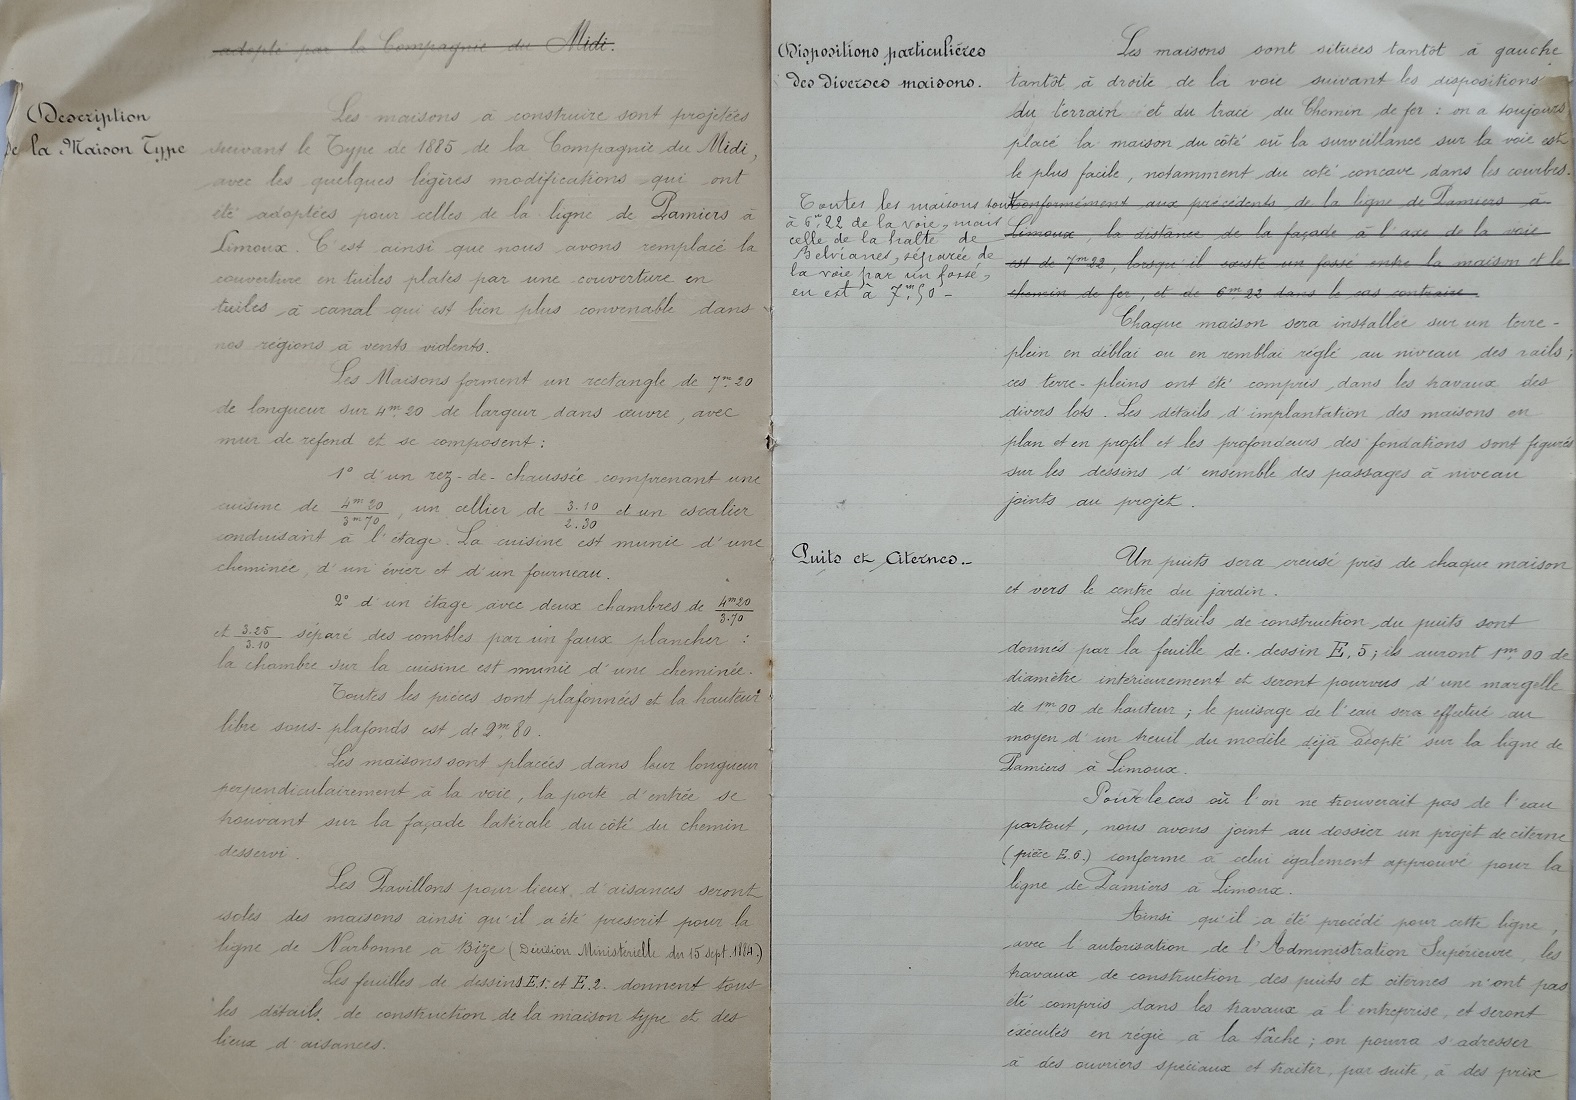 adopté par la Compagnie du Midi.
Description
de la Maison Type
Les maisons à construire sont projetées
suivant le Type de 1885 de la Compagnie du Midi,
avec les quelques légères modifications qui ont
été adoptées pour celles de la ligne de Pamiers à
Limoux. C'est ainsi que nous avons remplacé la
couverture en tuiles plates par une couverture en
tuiles à canal qui est bien plus convenable dans
nos régions à vents violents.
Les Maisons forment un rectangle de 7m.20
de longueur sur 4m.20 de largeur dans œuvre, avec
mur de refend et se composent :
1° d'un rez-de-chaussée comprenant une
cuisine de 4m20/3m70, un cellier de 3.10/2.30 et un escalier
conduisant à l'étage. La cuisine est munie d'une
cheminée, d'un évier et d'un fourneau.
2° d'un étage avec deux chambres de 4m20/3.70
et 3.25/3.10 séparé des combles par un faux plancher :
la chambre sur la cuisine est munie d'une cheminée.
Toutes les pièces sont plafonnées et la hauteur
libre sous-plafonds est de 2m80.
Les maisons sont placées dans leur longueur
perpendiculairement à la voie, la porte d'entrée se
trouvant sur la façade latérale du côté du chemin
desservi.
Les Pavillons pour lieux d'aisances seront
isolés des maisons ainsi qu'il a été prescrit pour la
ligne de Narbonne à Bize (Décision Ministérielle du 15 sept. 1884.)
Les feuilles de dessins E.1. et E.2. donnent tous
les détails de construction de la maison type et des
lieux d'aisances.
Dispositions particulières
des diverses maisons.
Les maisons sont situées tantôt à gauche
tantôt à droite de la voie suivant les dispositions
du terrain et du tracé du Chemin de fer : on a toujours
placé la maison du côté où la surveillance sur la voie est
le plus facile, notamment du coté concave dans les courbes.
Toutes les maisons sont
à 6m,22 de la voie, mais
celle de la halte de
Belvianes, séparée de
la voie par un fossé,
en est à 7m,50 -
Conformément aux précédents de la ligne de Pamiers à
Limoux, la distance de la façade à l'axe de la voie
est de 7m22, lorsqu'il existe un fossé entre la maison et le
chemin de fer, et de 6m.22 dans le cas contraire.
Chaque maison sera installée sur un terre-
plein en déblai ou en remblai réglé au niveau des rails ;
ces terre-pleins ont été compris dans les travaux des
divers lots. Les détails d'implantation des maisons en
plan et en profil et les profondeurs des fondations sont figurés
sur les dessins d'ensemble des passages à niveau
joints au projet.
Puits et Citernes.-
Un puits sera creusé près de chaque maison
et vers le centre du jardin.
Les détails de construction du puits sont
donnés par la feuille de dessin E.5 ; ils auront 1m,00 de
diamètre intérieurement et seront pourvus d'une margelle
de 1m00 de hauteur ; le puisage de l'eau sera effectué au
moyen d'un treuil du modèle déjà adopté sur la ligne de
Pamiers à Limoux.
Pour le cas où l'on ne trouverait pas de l'eau
partout, nous avons joint au dossier un projet de citerne
(pièce E.6.) conforme à celui également approuvé pour la
ligne de Pamiers à Limoux.
Ainsi qu'il a été procédé pour cette ligne,
avec l'autorisation de l'Administration Supérieure, les
travaux de construction des puits et citernes n'ont pas
été compris dans les travaux à l'entreprise, et seront
exécutés en régie à la tâche ; on pourra s'adresser
à des ouvriers spéciaux et traiter, par suite, à des prix